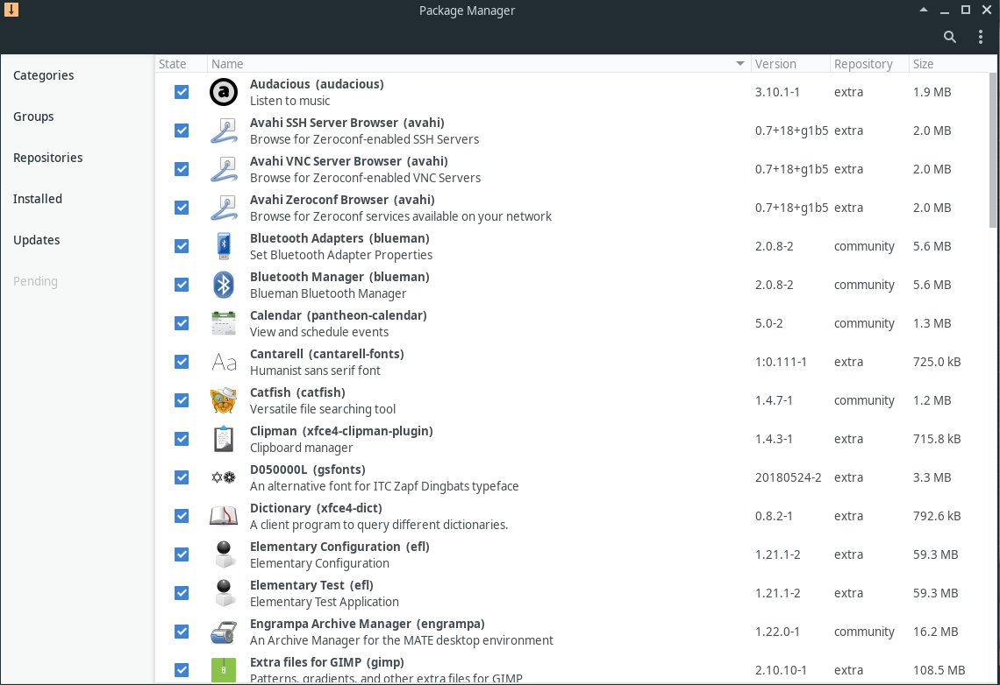 Package Manager
Categories
Groups
Repositories
Installed
Updates
Pending
State Name Version Repository Size
Audacious (audacious)
Listen to music
3.10.1-1 extra 1.9 MB
Avahi SSH Server Browser (avahi)
Browse for Zeroconf-enabled SSH Servers
0.7+18+g1b5 extra 2.0 MB
Avahi VNC Server Browser (avahi)
Browse for Zeroconf-enabled VNC Servers
0.7+18+g1b5 extra 2.0 MB
Avahi Zeroconf Browser (avahi)
Browse for Zeroconf services available on your network
0.7+18+g1b5 extra 2.0 MB
Bluetooth Adapters (blueman)
Set Bluetooth Adapter Properties
2.0.8-2 community 5.6 MB
Bluetooth Manager (blueman)
Blueman Bluetooth Manager
2.0.8-2 community 5.6 MB
Calendar (pantheon-calendar)
View and schedule events
5.0-2 community 1.3 MB
Aa
Cantarell (cantarell-fonts)
Humanist sans serif font
1:0.111-1 extra 725.0 kB
Catfish (catfish)
Versatile file searching tool
1.4.7-1 community 1.2 MB
Clipman (xfce4-clipman-plugin)
Clipboard manager
1.4.3-1 extra 715.8 kB
D050000L (gsfonts)
An alternative font for ITC Zapf Dingbats typeface
20180524-2 extra 3.3 MB
Dictionary (xfce4-dict)
A client program to query different dictionaries.
0.8.2-1 extra 792.6 kB
Elementary Configuration (efl)
Elementary Configuration
1.21.1-2 extra 59.3 MB
Elementary Test (efl)
Elementary Test Application
1.21.1-2 extra 59.3 MB
Engrampa Archive Manager (engrampa)
An Archive Manager for the MATE desktop environment
1.22.0-1 community 16.2 MB
Extra files for GIMP (gimp)
Patterns, gradients, and other extra files for GIMP
2.10.10-1 extra 108.5 MB